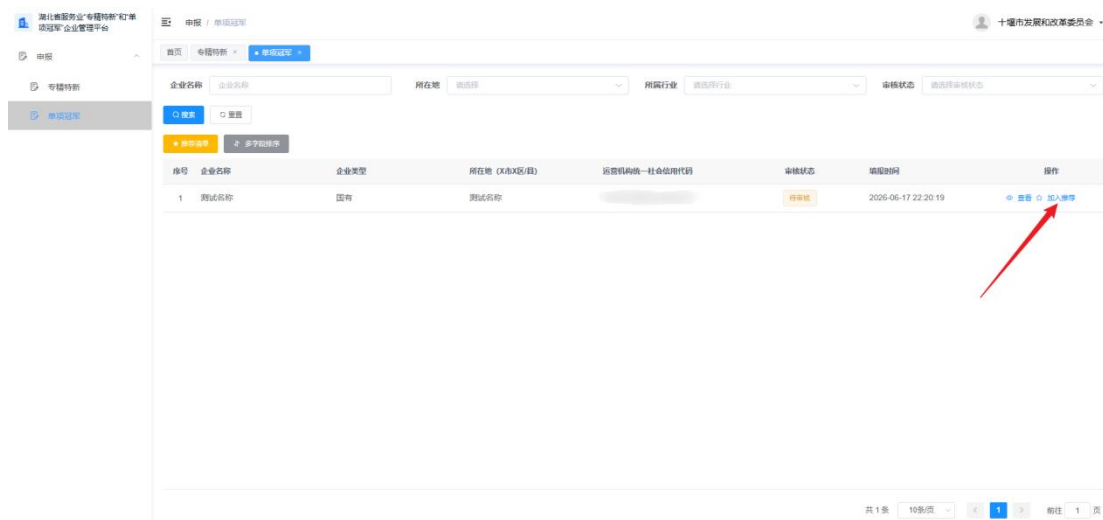 湖北省服务业“专精特新”和“单
项冠军”企业管理平台
申报 / 单项冠军
十堰市发展和改革委员会
申报
专精特新
单项冠军
首页 专精特新 × 单项冠军 ×
企业名称 企业名称 所在地 请选择 所属行业 请选择行业 审核状态 请选择审核状态
搜索 重置
推荐清单 多字段排序
序号 企业名称 企业类型 所在地（X市X区/县） 运营机构统一社会信用代码 审核状态 填报时间 操作
1 测试名称 国有 测试名称 待审核 2026-06-17 22:20:19 查看 加入推荐
共 1 条 10条/页 < 1 > 前往 1 页